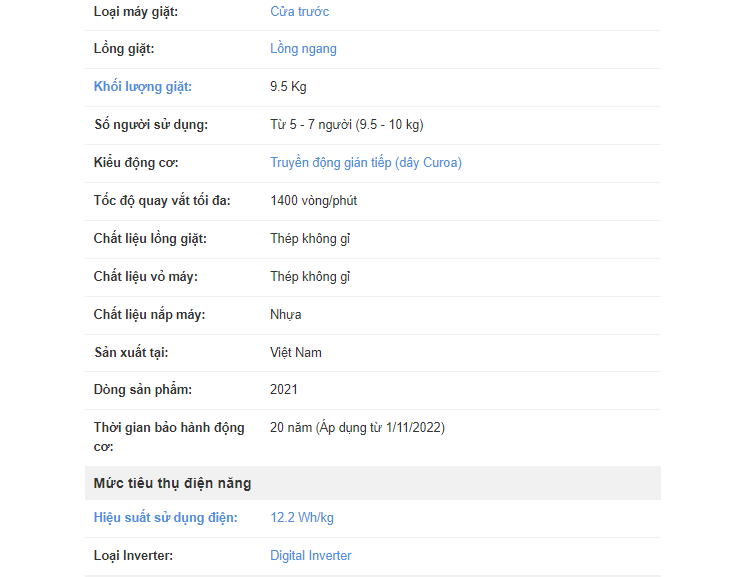 Loại máy giặt: Cửa trước
Lồng giặt: Lồng ngang
Khối lượng giặt: 9.5 Kg
Số người sử dụng: Từ 5 - 7 người (9.5 - 10 kg)
Kiểu động cơ: Truyền động gián tiếp (dây Curoa)
Tốc độ quay vắt tối đa: 1400 vòng/phút
Chất liệu lồng giặt: Thép không gỉ
Chất liệu vỏ máy: Thép không gỉ
Chất liệu nắp máy: Nhựa
Sản xuất tại: Việt Nam
Dòng sản phẩm: 2021
Thời gian bảo hành động 20 năm (Áp dụng từ 1/11/2022)
cơ:
Mức tiêu thụ điện năng
Hiệu suất sử dụng điện: 12.2 Wh/kg
Loại Inverter: Digital Inverter